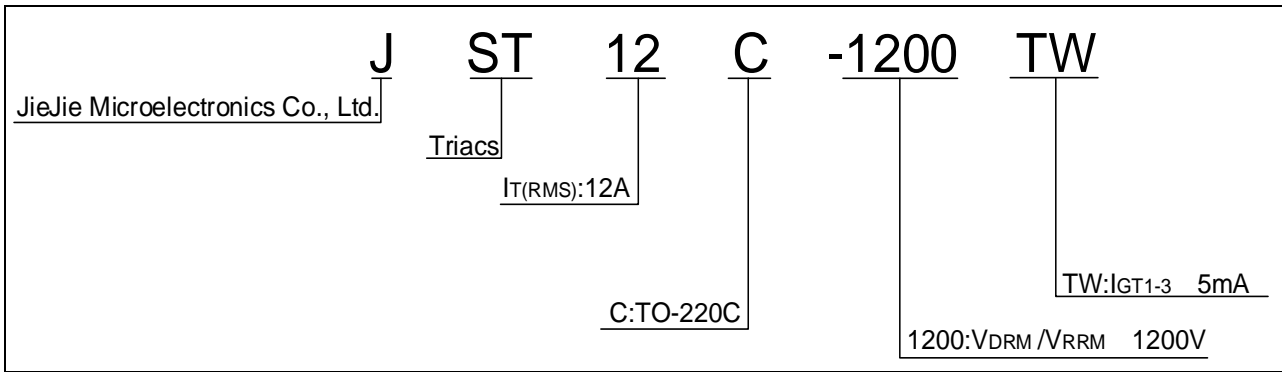 J ST 12 C -1200 TW
JieJie Microelectronics Co., Ltd.
Triacs
IT(RMS):12A
TW:IGT1-3 5mA
C:TO-220C
1200:VDRM /VRRM 1200V